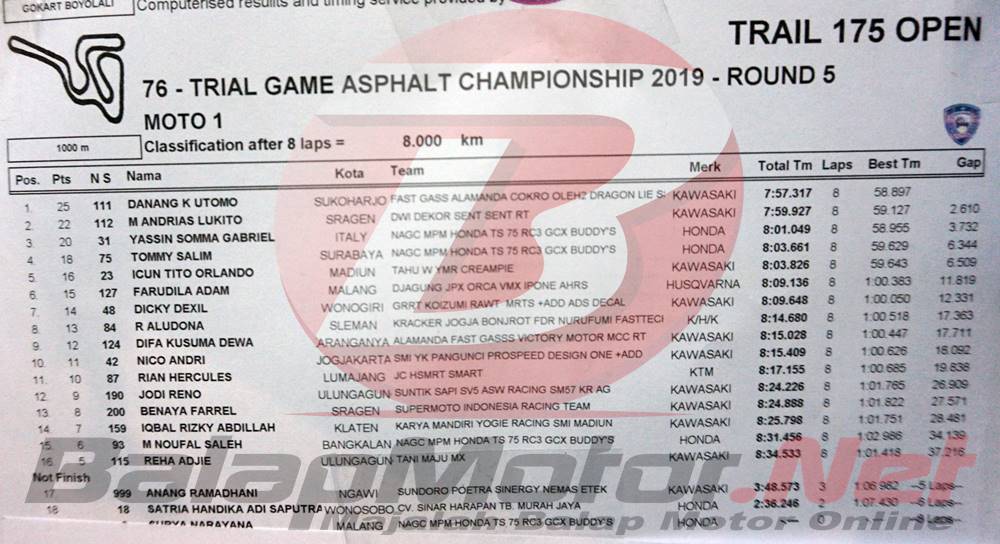 GOKART BOYOLALI
Computerised results and timing service provided by
TRAIL 175 OPEN
76 - TRIAL GAME ASPHALT CHAMPIONSHIP 2019 - ROUND 5
MOTO 1
1000 m Classification after 8 laps = 8.000 km
Pos. Pts N S Nama Kota Team Merk Total Tm Laps Best Tm Gap
1. 25 111 DANANG K UTOMO SUKOHARJO FAST GASS ALAMANDA COKRO OLEH2 DRAGON LIE S KAWASAKI 7:57.317 8 58.897
2. 22 112 M ANDRIAS LUKITO SRAGEN DWI DEKOR SENT SENT RT KAWASAKI 7:59.927 8 59.127 2.610
3. 20 31 YASSIN SOMMA GABRIEL ITALY NAGC MPM HONDA TS 75 RC3 GCX BUDDY'S HONDA 8:01.049 8 58.955 3.732
4. 18 75 TOMMY SALIM SURABAYA NAGC MPM HONDA TS 75 RC3 GCX BUDDY'S HONDA 8:03.661 8 59.629 6.344
5. 16 23 ICUN TITO ORLANDO MADIUN TAHU W YMR CREAMPIE KAWASAKI 8:03.826 8 59.643 6.509
6. 15 127 FARUDILA ADAM MALANG DJAGUNG JPX ORCA VMX IPONE AHRS HUSQVARNA 8:09.136 8 1:00.383 11.819
7. 14 48 DICKY DEXIL WONOGIRI GRRT KOIZUMI RAWT MRTS +ADD ADS DECAL KAWASAKI 8:09.648 8 1:00.050 12.331
8. 13 84 R ALUDONA SLEMAN KRACKER JOGJA BONJROT FDR NURUFUMI FASTTECI K/H/K 8:14.680 8 1:00.518 17.363
9. 12 124 DIFA KUSUMA DEWA ARANGANYA ALAMANDA FAST GASSS VICTORY MOTOR MCC RT KAWASAKI 8:15.028 8 1:00.447 17.711
10. 11 42 NICO ANDRI JOGJAKARTA SMI YK PANGUNCI PROSPEED DESIGN ONE +ADD KAWASAKI 8:15.409 8 1:00.626 18.092
11. 10 87 RIAN HERCULES LUMAJANG JC HSMRT SMART KTM 8:17.155 8 1:00.685 19.838
12. 9 190 JODI RENO ULUNGAGUN SUNTIK SAPI SV5 ASW RACING SM57 KR AG KAWASAKI 8:24.226 8 1:01.765 26.909
13. 8 200 BENAYA FARREL SRAGEN SUPERMOTO INDONESIA RACING TEAM KAWASAKI 8:24.888 8 1:01.822 27.571
14. 7 159 IQBAL RIZKY ABDILLAH KLATEN KARYA MANDIRI YOGIE RACING SMI MADIUN KAWASAKI 8:25.798 8 1:01.751 28.481
15. 6 93 M NOUFAL SALEH BANGKALAN NAGC MPM HONDA TS 75 RC3 GCX BUDDY'S HONDA 8:31.456 8 1:02.986 34.139
16. 5 115 REHA ADJIE ULUNGAGUN TANI MAJU MX KAWASAKI 8:34.533 8 1:01.418 37.216
Not Finish
17 999 ANANG RAMADHANI NGAWI SUNDORO POETRA SINERGY NEMAS ETEK KAWASAKI 3:48.573 3 1:06.962 --5 Laps--
18 18 SATRIA HANDIKA ADI SAPUTRA WONOSOBO CV. SINAR HARAPAN TB. MURAH JAYA HONDA 2:36.246 2 1:07.430 --6 Laps--
SURYA NARAYANA MALANG NAGC MPM HONDA TS 75 RC3 GCX BUDDY'S HONDA 0 Laps--
BalapMotor.Net
Majalah Balap Motor Online